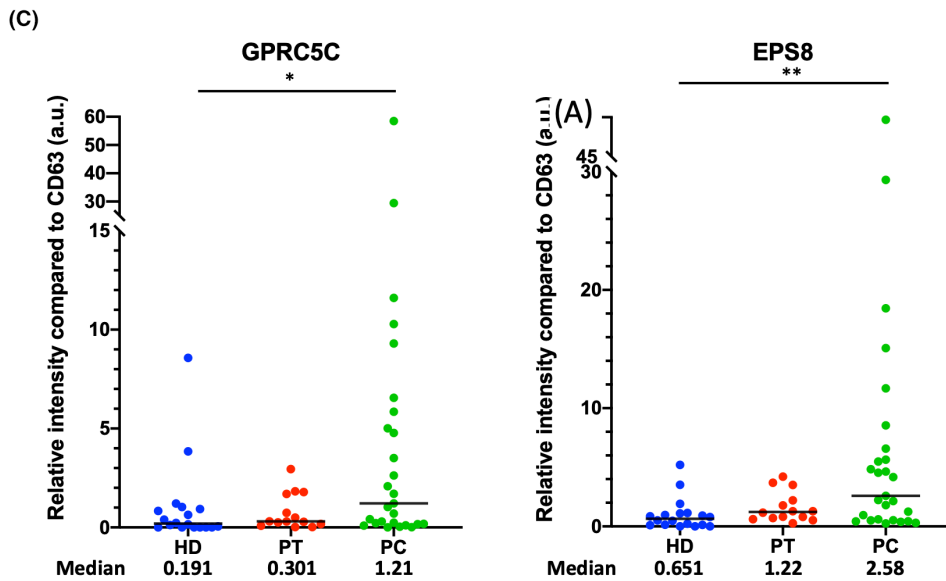 (C)
GPRC5C
*
Relative intensity compared to CD63 (a.u.)
60
50
40
30
15
10
5
0
HD PT PC
Median 0.191 0.301 1.21
EPS8
**
(A)
Relative intensity compared to CD63 (a.u.)
45
30
20
10
0
HD PT PC
Median 0.651 1.22 2.58